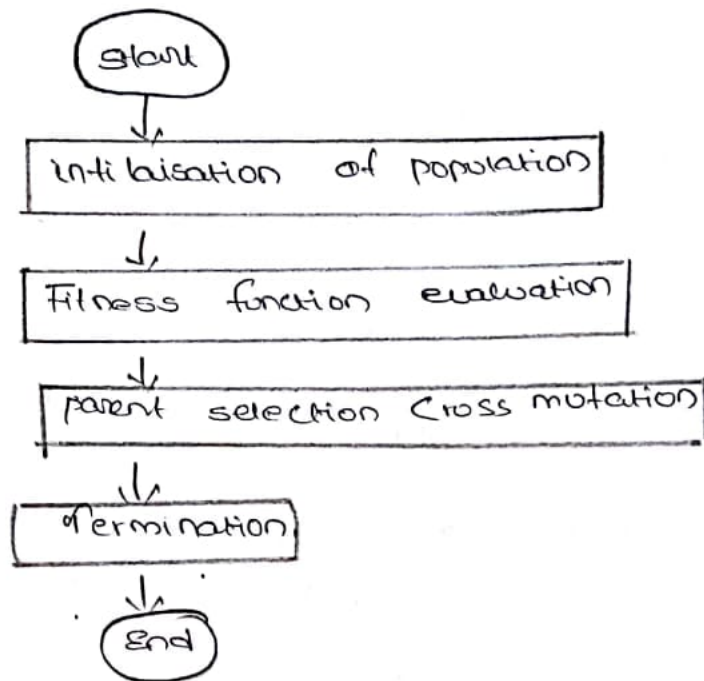 Start
intilaisation of population
Fitness function evaluation
parent selection Cross mutation
Termination
End